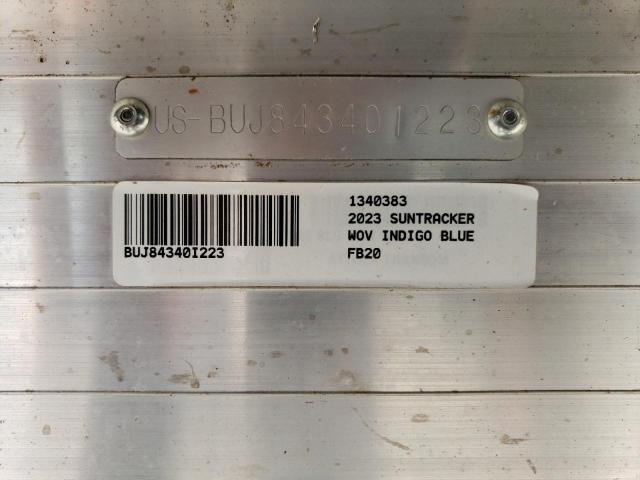 US-BUJ84340I223
1340383
2023 SUNTRACKER
WOV INDIGO BLUE
BUJ84340I223
FB20